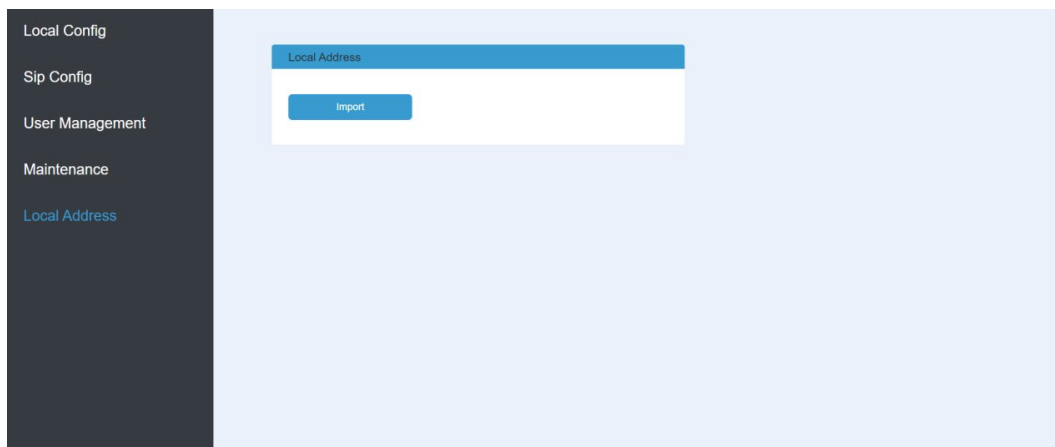 Local Config
Sip Config
User Management
Maintenance
Local Address
Local Address
Import